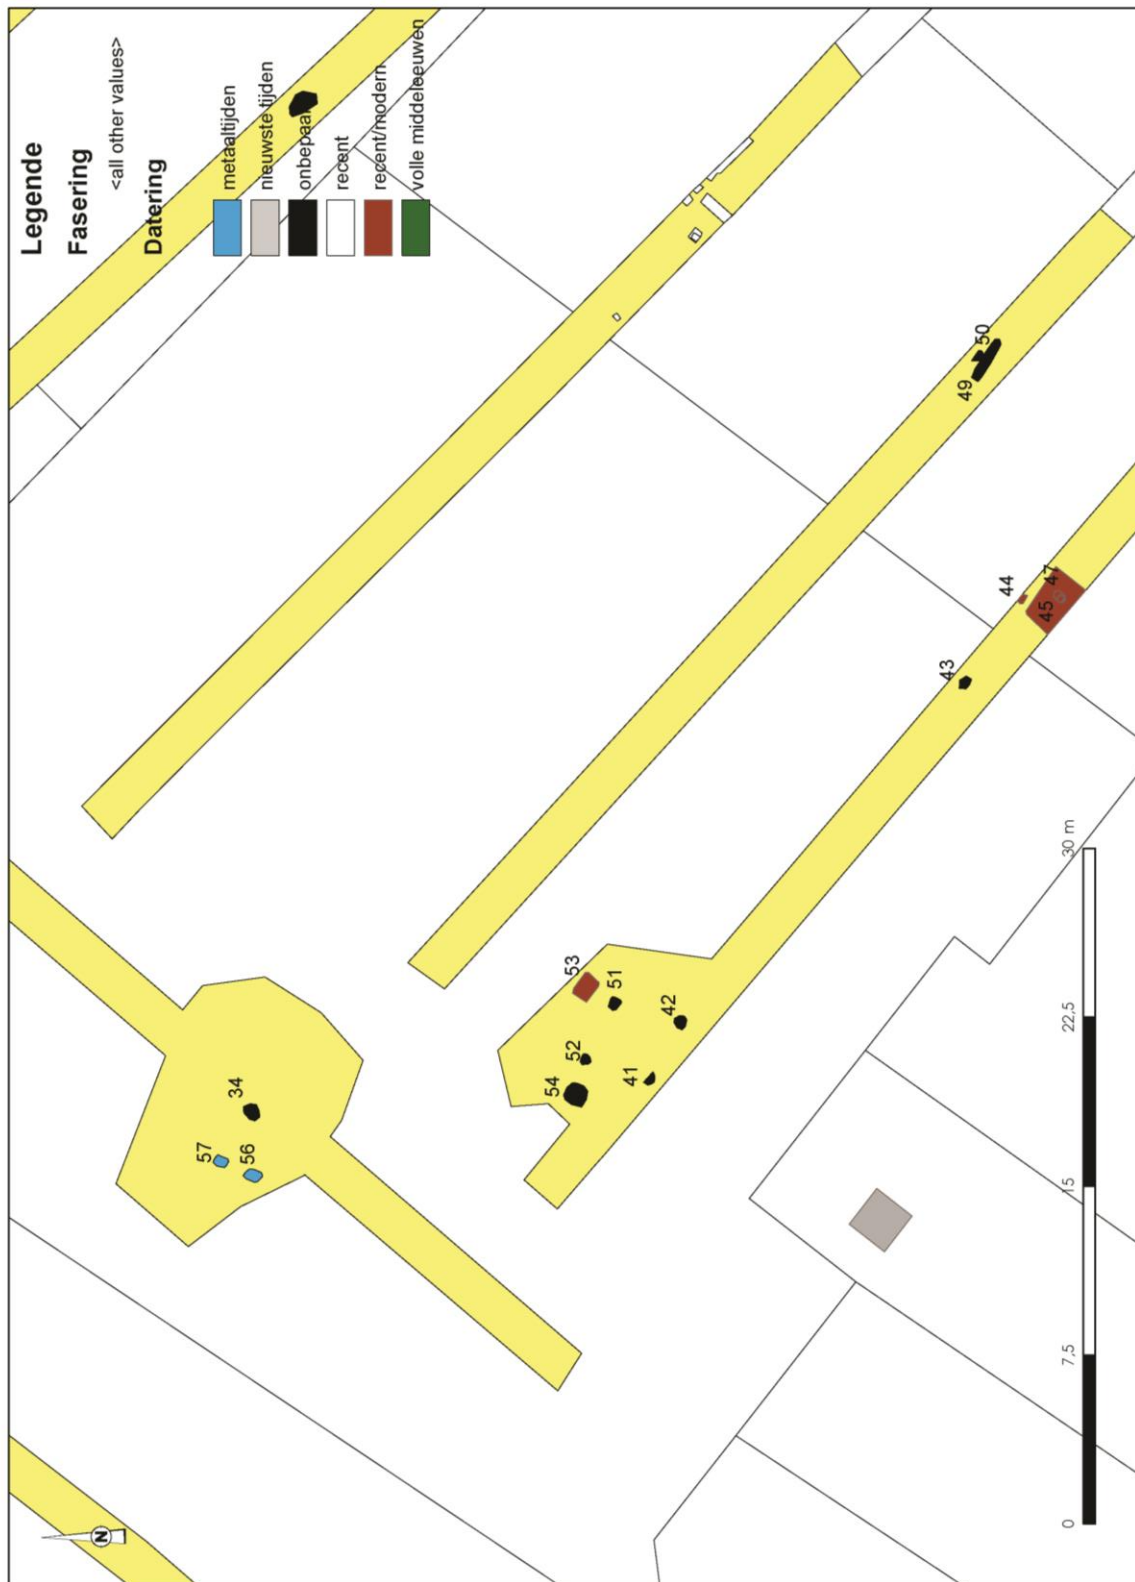 Legende
Fasering
<all other values>
Datering
metaaltijden
nieuwste tijden
onbepaald
recent
recent/modern
volle middeleeuwen
57
56
34
53
51
52
54
42
41
50
49
44
47
45
43
N
0
7,5
15
22,5
30 m